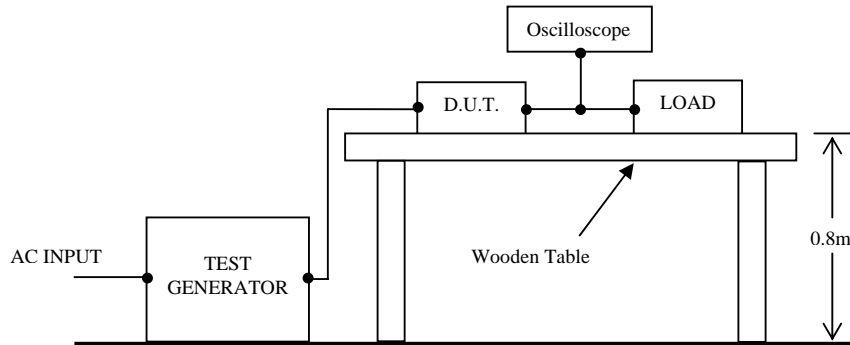 Oscilloscope
D.U.T.
LOAD
AC INPUT
TEST
GENERATOR
Wooden Table
0.8m